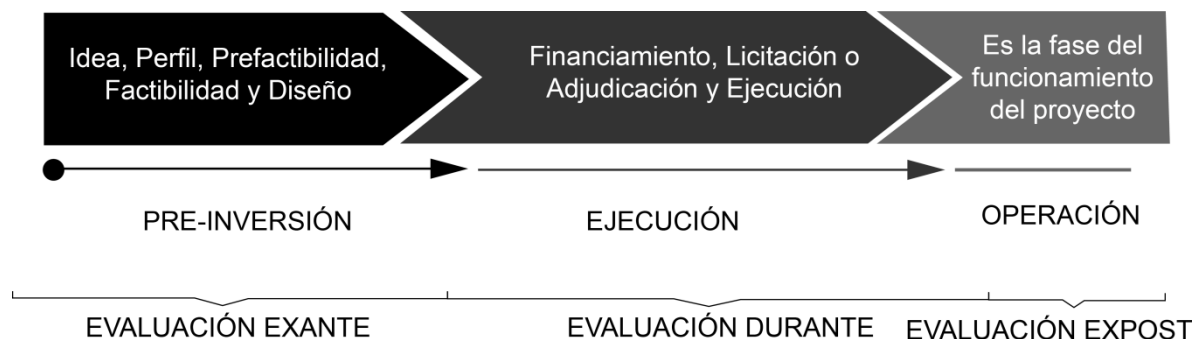 Idea, Perfil, Prefactibilidad,
Factibilidad y Diseño
Financiamiento, Licitación o
Adjudicación y Ejecución
Es la fase del
funcionamiento
del proyecto
PRE-INVERSIÓN
EJECUCIÓN
OPERACIÓN
EVALUACIÓN EXANTE
EVALUACIÓN DURANTE
EVALUACIÓN EXPOST